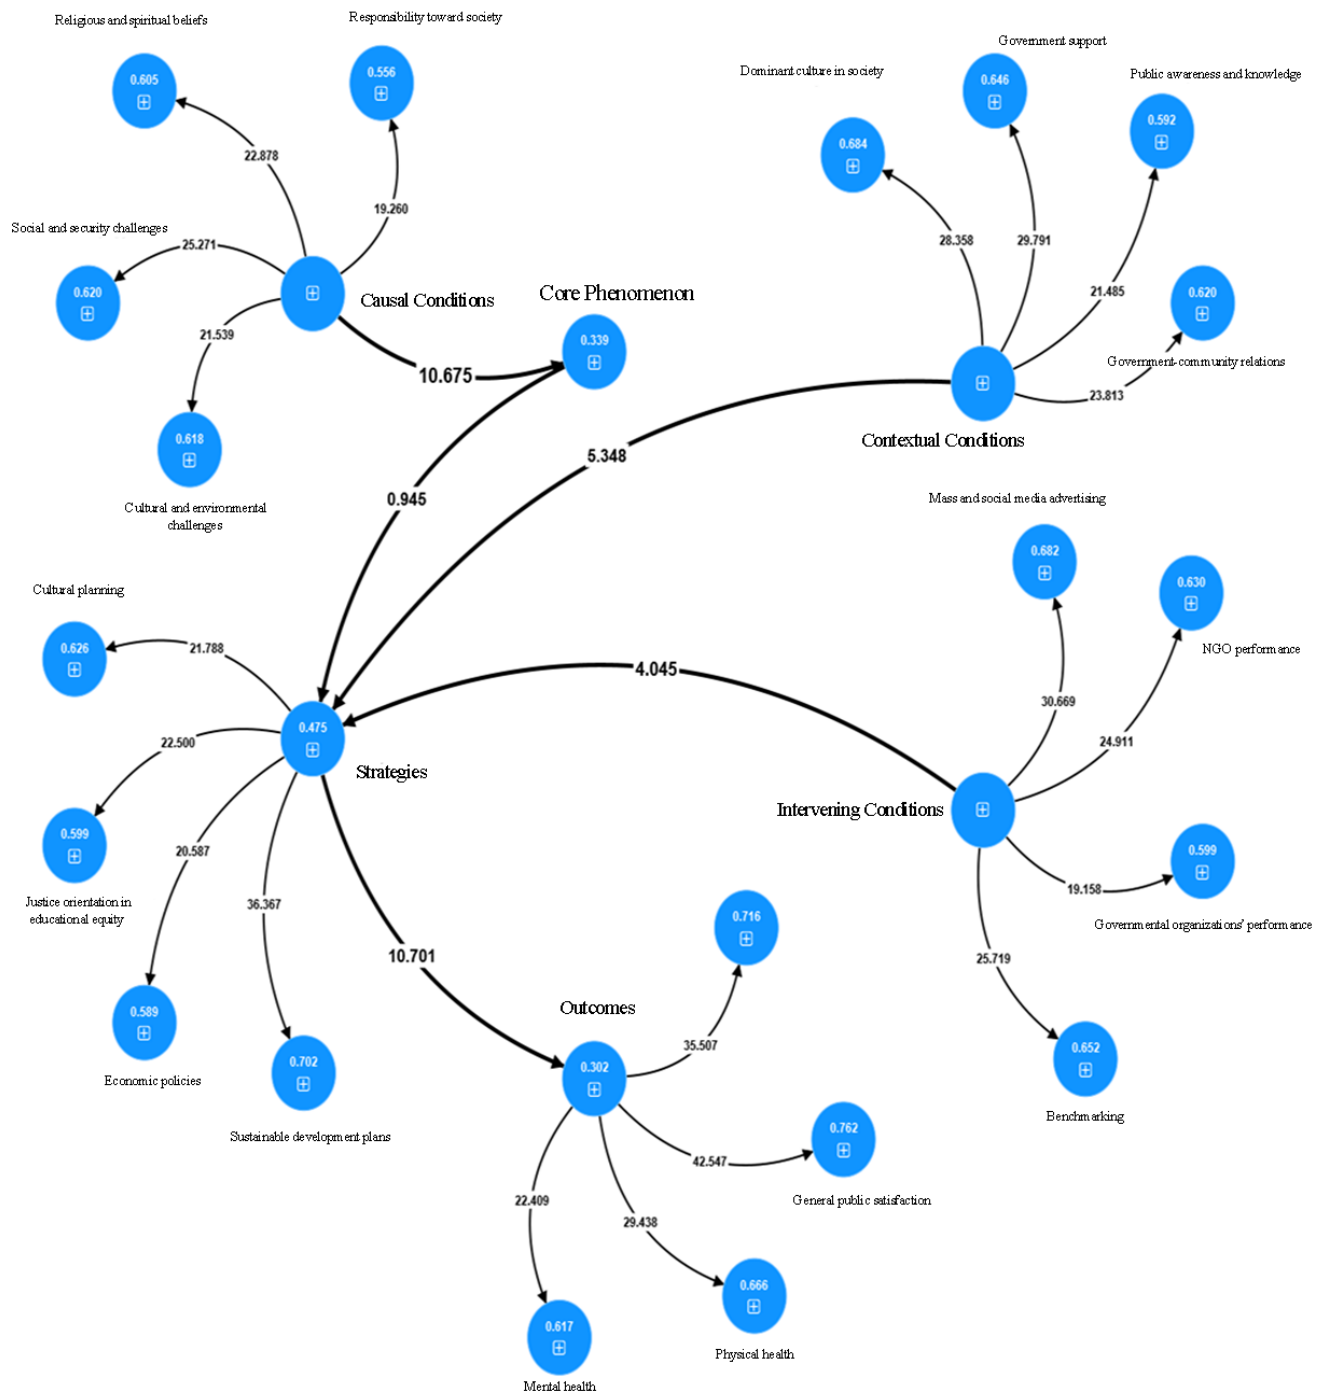 Religious and spiritual beliefs
Responsibility toward society
0.605
0.556
22.878
19.260
Social and security challenges
25.271
0.620
21.539
Causal Conditions
0.618
Cultural and environmental
challenges
Core Phenomenon
0.339
10.675
0.945
5.348
Government support
Dominant culture in society
Public awareness and knowledge
0.646
0.592
0.684
28.358
29.791
21.485
0.620
Government-community relations
23.813
Contextual Conditions
Mass and social media advertising
0.682
0.630
NGO performance
30.669
24.911
4.045
Intervening Conditions
0.599
19.158
Governmental organizations' performance
25.719
0.652
Benchmarking
Cultural planning
0.626
21.788
0.475
22.500
Strategies
0.599
20.587
Justice orientation in
educational equity
36.367
0.589
Economic policies
0.702
Sustainable development plans
10.701
Outcomes
0.302
0.716
35.507
0.762
42.547
General public satisfaction
22.409
29.438
0.666
Physical health
0.617
Mental health